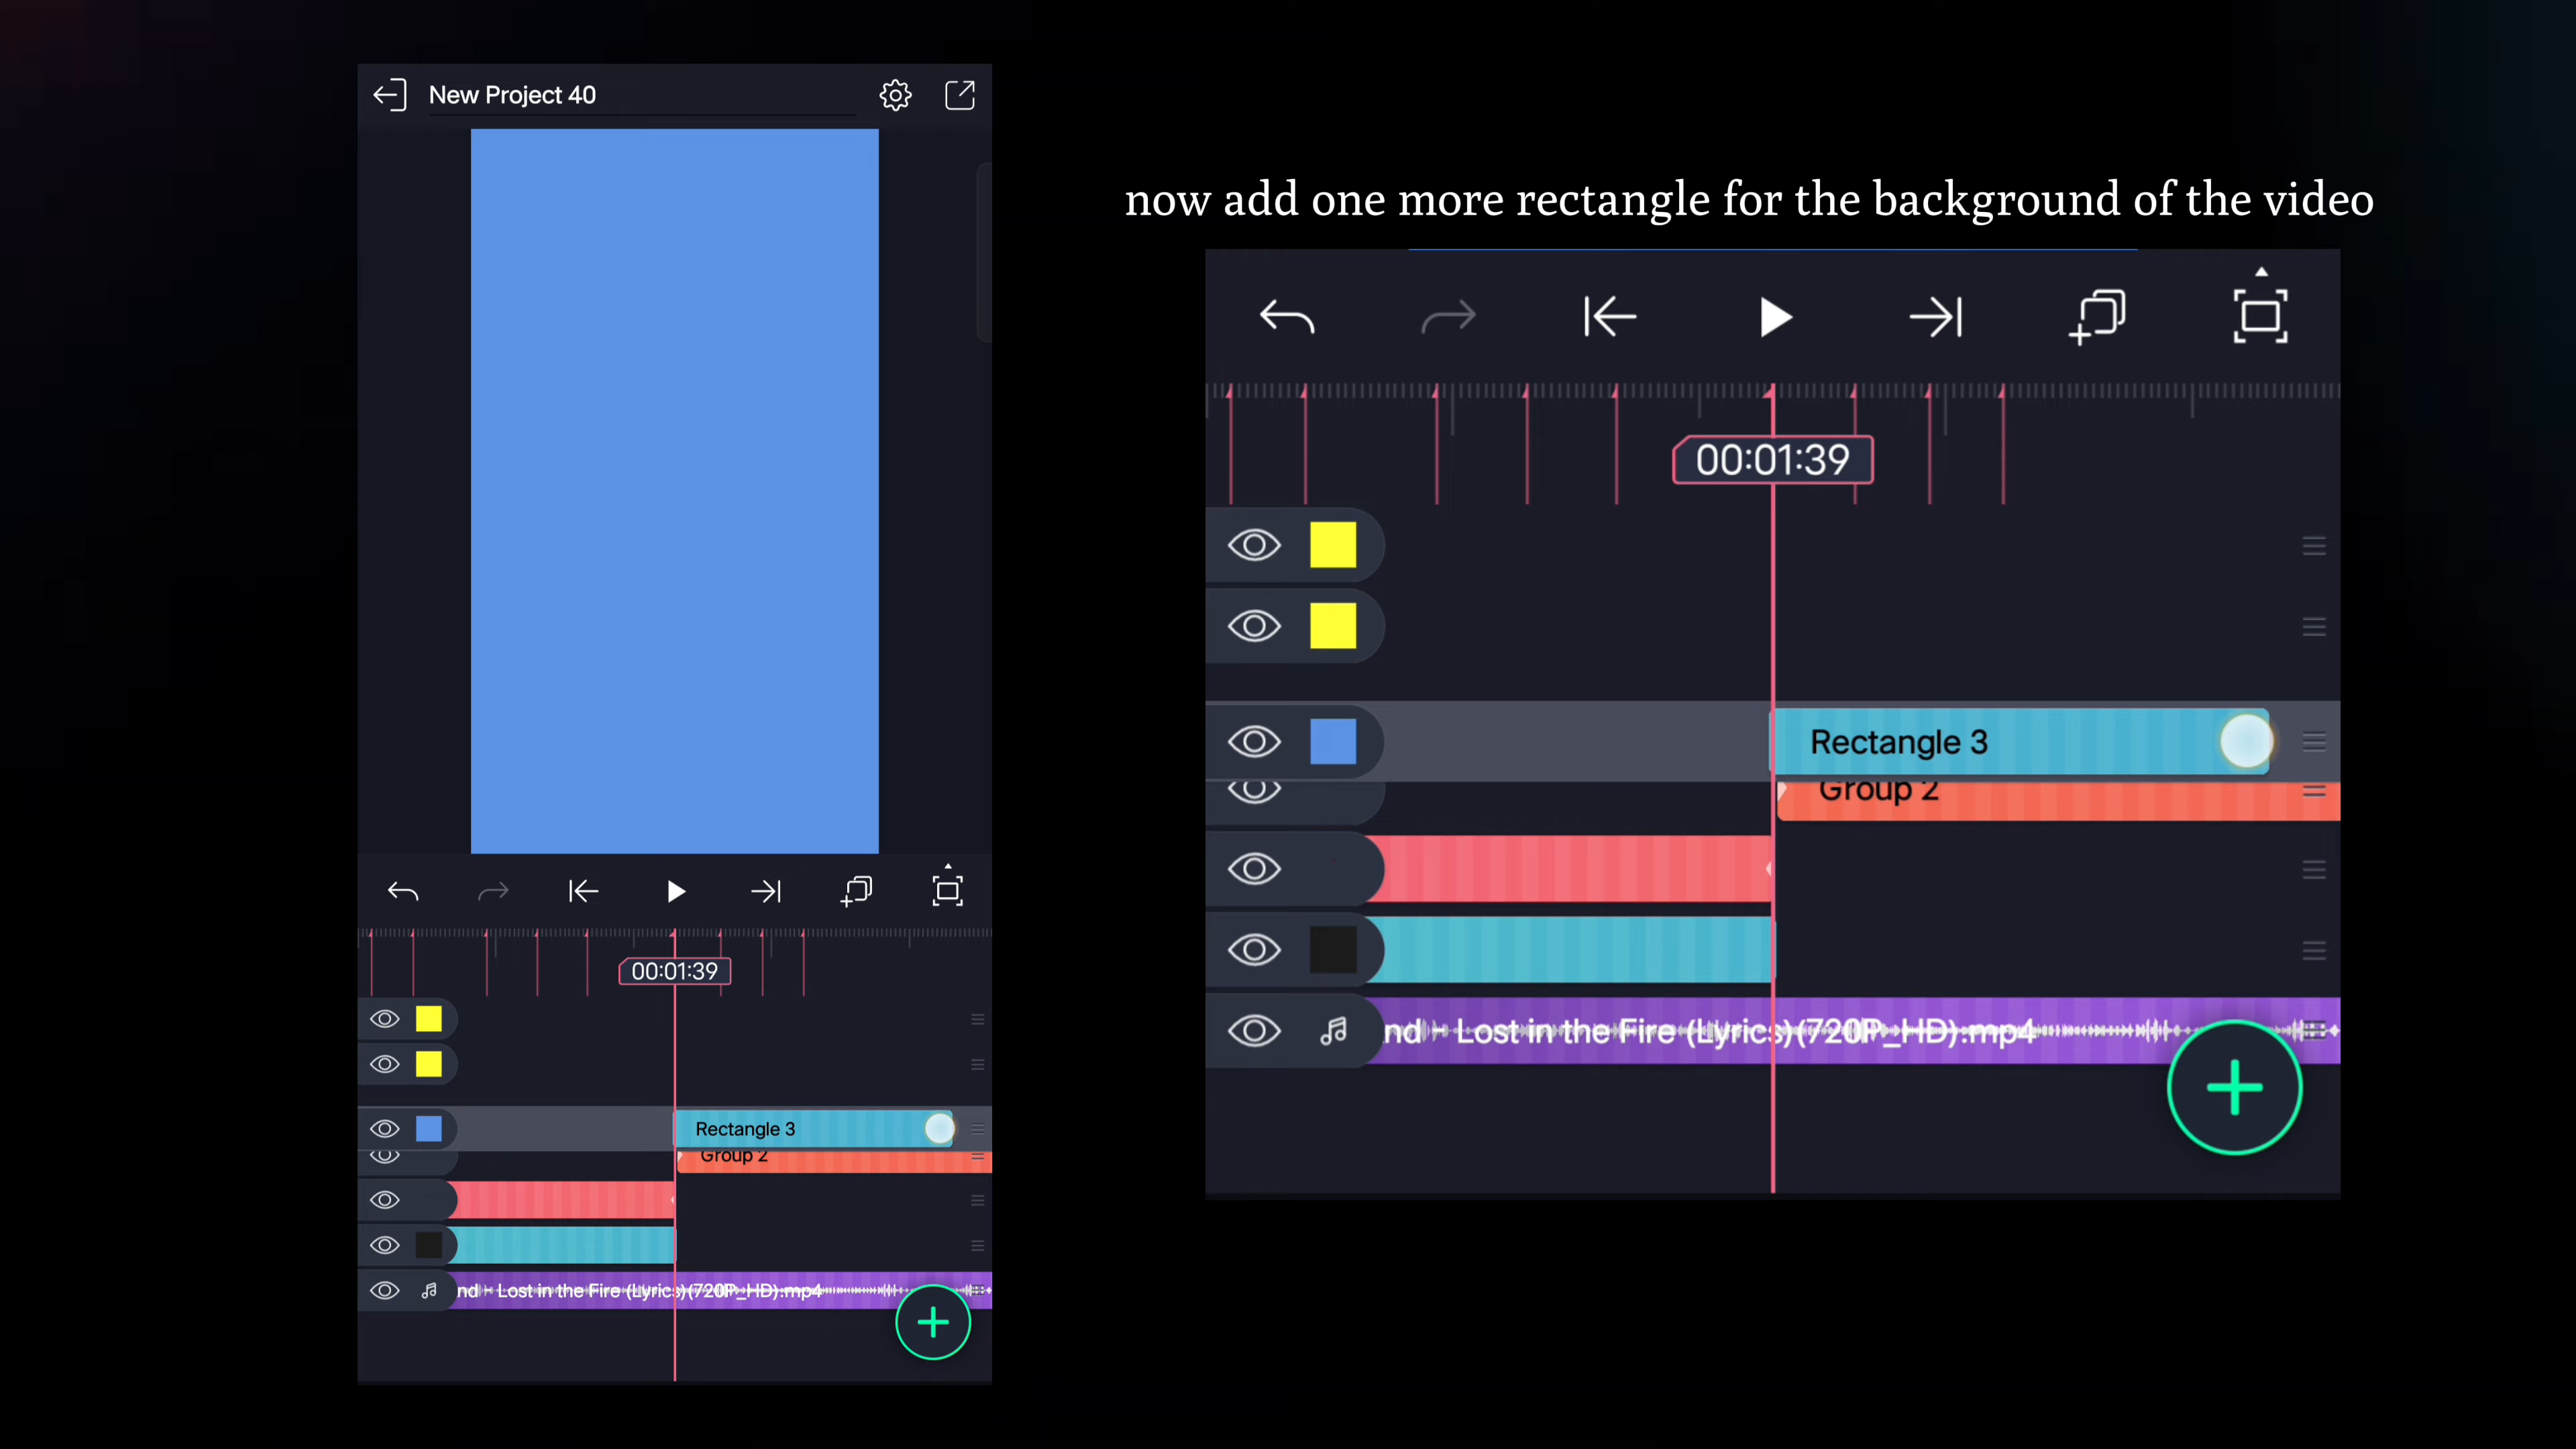 New Project 40
now add one more rectangle for the background of the video
00:01:39
Rectangle 3
Group 2
nd - Lost in the Fire (Lyrics)(720P_HD).mp4
00:01:39
Rectangle 3
Group 2
nd - Lost in the Fire (Lyrics)(720P_HD).mp4